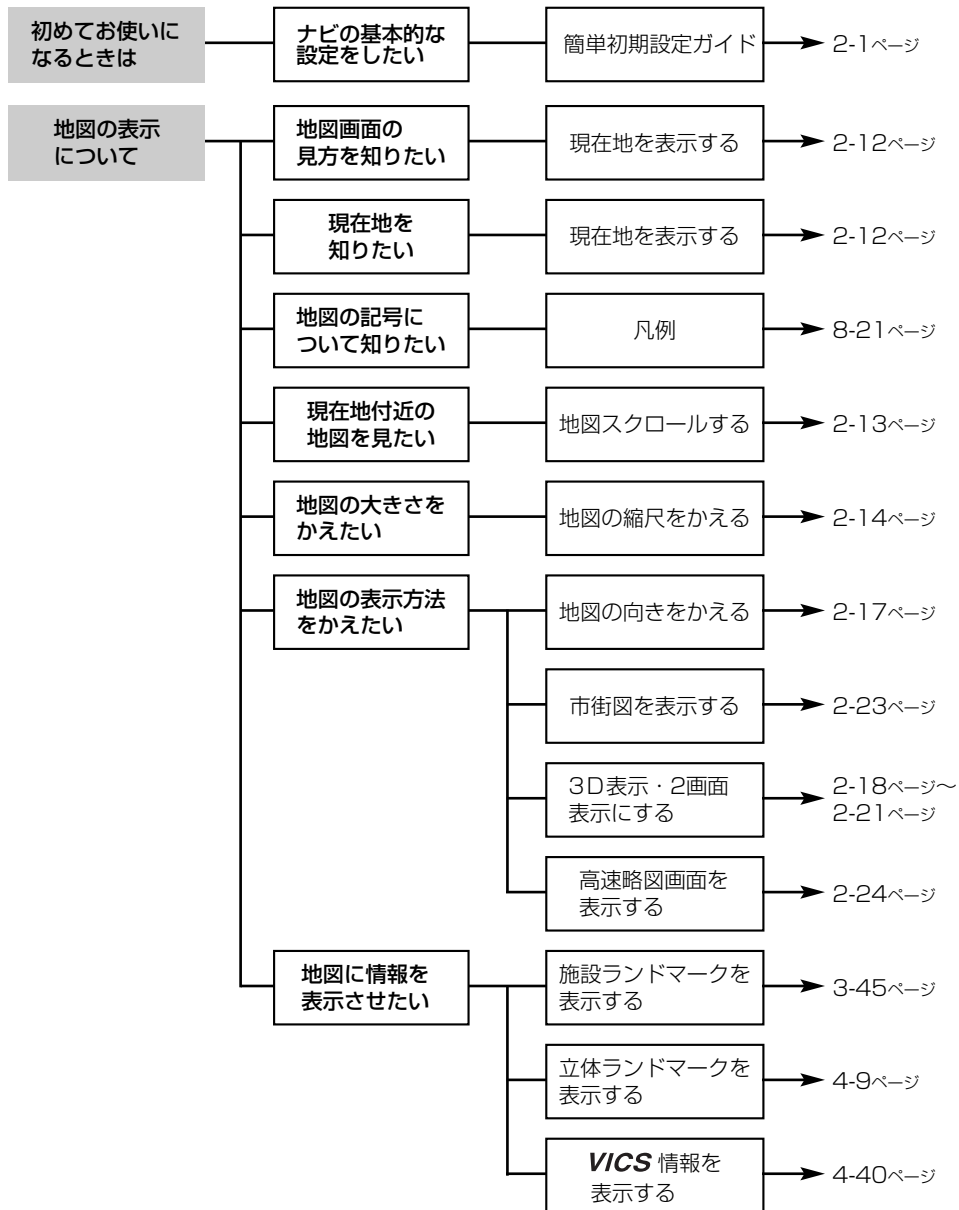 初めてお使いに
なるときは
ナビの基本的な
設定をしたい
簡単初期設定ガイド
2-1ページ
地図の表示
について
地図画面の
見方を知りたい
現在地を表示する
2-12ページ
現在地を
知りたい
現在地を表示する
2-12ページ
地図の記号に
ついて知りたい
凡例
8-21ページ
現在地付近の
地図を見たい
地図スクロールする
2-13ページ
地図の大きさを
かえたい
地図の縮尺をかえる
2-14ページ
地図の表示方法
をかえたい
地図の向きをかえる
2-17ページ
市街図を表示する
2-23ページ
3D表示・2画面
表示にする
2-18ページ〜
2-21ページ
高速略図画面を
表示する
2-24ページ
地図に情報を
表示させたい
施設ランドマークを
表示する
3-45ページ
立体ランドマークを
表示する
4-9ページ
VICS 情報を
表示する
4-40ページ